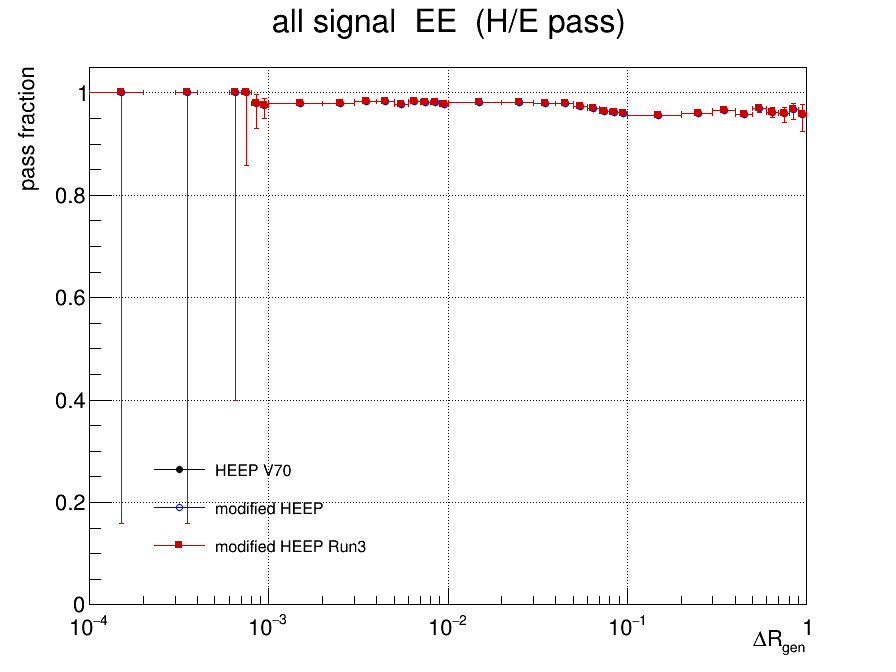 all signal  EE  (H/E pass)
pass fraction
1
0.8
0.6
0.4
0.2
0
HEEP V70
modified HEEP
modified HEEP Run3
10⁻⁴
10⁻³
10⁻²
10⁻¹
1
ΔR_gen